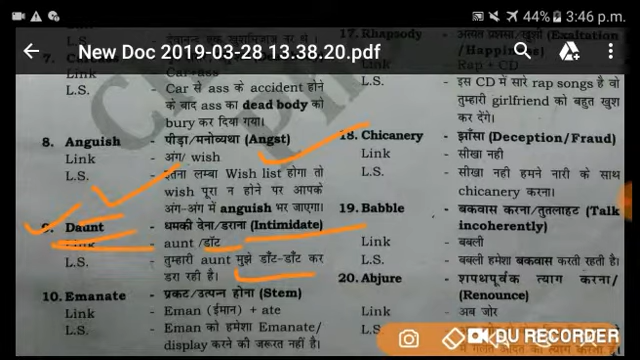 44% 3:46 p.m.
New Doc 2019-03-28 13.38.20.pdf
Link - Car+ass
L.S. - Car से ass के accident होने
के बाद ass का dead body को
bury कर दिया गया।
8. Anguish - पीड़ा/मनोव्यथा (Angst)
Link - अंग/ wish
L.S. - इतना लम्बा Wish list होगा तो
wish पूरा न होने पर आपके
अंग-अंग में anguish भर जाएगा।
9. Daunt - धमकी देना/डराना (Intimidate)
Link - aunt /डाँट
L.S. - तुम्हारी aunt मुझे डाँट-डाँट कर
डरा रही है।
10. Emanate - प्रकट/उत्पन्न होना (Stem)
Link - Eman (ईमान) + ate
L.S. - Eman को हमेशा Emanate/
display करने की जरूरत नहीं है।
17. Rhapsody
Link - Rap + CD
L.S. - इस CD में सारे rap songs है वो
तुम्हारी girlfriend को बहुत खुश
कर देंगे।
18. Chicanery - झाँसा (Deception/Fraud)
Link - सीखा नही
L.S. - सीखा नही हमने नारी के साथ
chicanery करना।
19. Babble - बकवास करना/तुतलाहट (Talk
incoherently)
Link - बबली
L.S. - बबली हमेशा बकवास करती रहती है।
20. Abjure - शपथपूर्वक त्याग करना/
(Renounce)
Link - अब जोर
L.S.
DU RECORDER